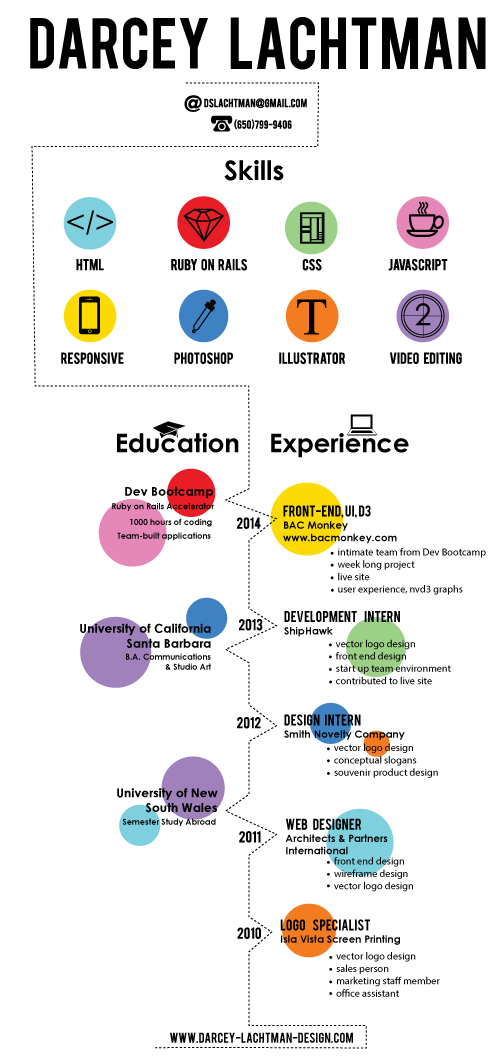 DARCEY LACHTMAN
@DSLACHTMAN@GMAIL.COM
(650)799-9406
Skills
</>
HTML
RUBY ON RAILS
CSS
JAVASCRIPT
RESPONSIVE
PHOTOSHOP
T
ILLUSTRATOR
2
VIDEO EDITING
Education
Dev Bootcamp
Ruby on Rails Accelerator
1000 hours of coding
Team-built applications
University of California
Santa Barbara
B.A. Communications
& Studio Art
University of New
South Wales
Semester Study Abroad
Experience
2014
FRONT-END,UI,D3
BAC Monkey
www.bacmonkey.com
• intimate team from Dev Bootcamp
• week long project
• live site
• user experience, nvd3 graphs
2013
DEVELOPMENT INTERN
ShipHawk
• vector logo design
• front end design
• start up team environment
• contributed to live site
2012
DESIGN INTERN
Smith Novelty Company
• vector logo design
• conceptual slogans
• souvenir product design
2011
WEB DESIGNER
Architects & Partners
International
• front end design
• wireframe design
• vector logo design
2010
LOGO SPECIALIST
Isla Vista Screen Printing
• vector logo design
• sales person
• marketing staff member
• office assistant
WWW.DARCEY-LACHTMAN-DESIGN.COM